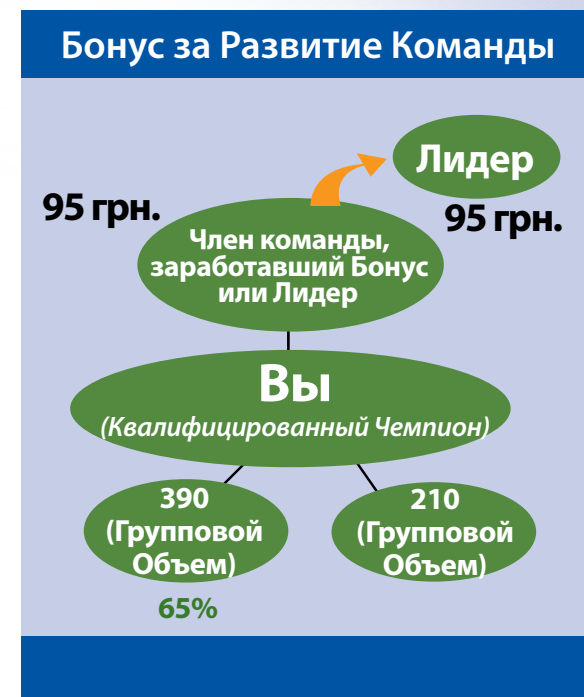 Бонус за Развитие Команды
Лидер
95 грн.
95 грн.
Член команды,
заработавший Бонус
или Лидер
Вы
(Квалифицированный Чемпион)
390
(Групповой
Объем)
210
(Групповой
Объем)
65%